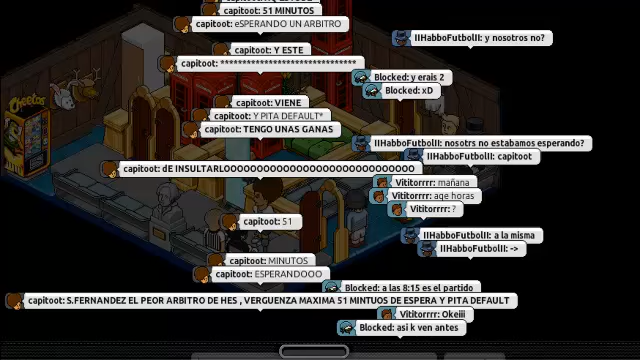 capitoot: 51 MINUTOS
capitoot: eSPERANDO UN ARBITRO
IIHabboFutbolII: y nosotros no?
capitoot: Y ESTE
capitoot: *******************************
Blocked: y erais 2
Blocked: xD
capitoot: VIENE
capitoot: Y PITA DEFAULT*
capitoot: TENGO UNAS GANAS
IIHabboFutbolII: nosotrs no estabamos esperando?
IIHabboFutbolII: capitoot
capitoot: dE INSULTARLOOOOOOOOOOOOOOOOOOOOOOOOOOOOO
Vititorrrr: mañana
Vititorrrr: aqe horas
Vititorrrr: ?
capitoot: 51
IIHabboFutbolII: a la misma
IIHabboFutbolII: ->
capitoot: MINUTOS
capitoot: ESPERANDOOO
Blocked: a las 8:15 es el partido
capitoot: S.FERNANDEZ EL PEOR ARBITRO DE HES , VERGUENZA MAXIMA 51 MINTUOS DE ESPERA Y PITA DEFAULT
Vititorrrr: Okeiii
Blocked: asi k ven antes
Cheetos